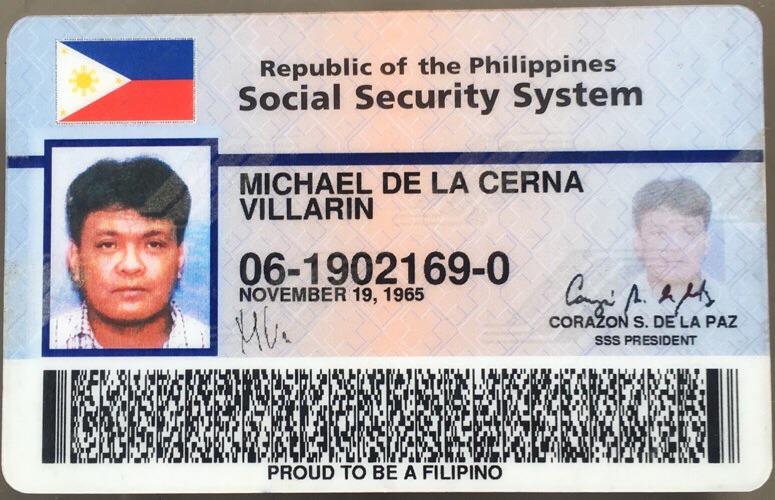 Republic of the Philippines
Social Security System
MICHAEL DE LA CERNA
VILLARIN
06-1902169-0
NOVEMBER 19, 1965
CORAZON S. DE LA PAZ
SSS PRESIDENT
PROUD TO BE A FILIPINO